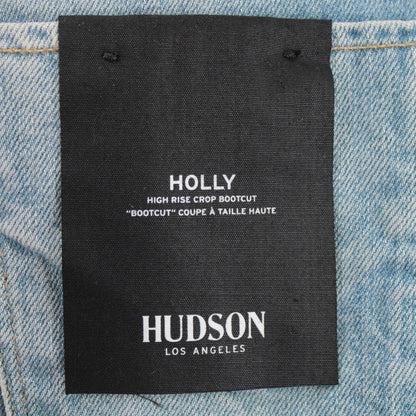 HOLLY
HIGH RISE CROP BOOTCUT
"BOOTCUT" COUPE À TAILLE HAUTE
HUDSON
LOS ANGELES